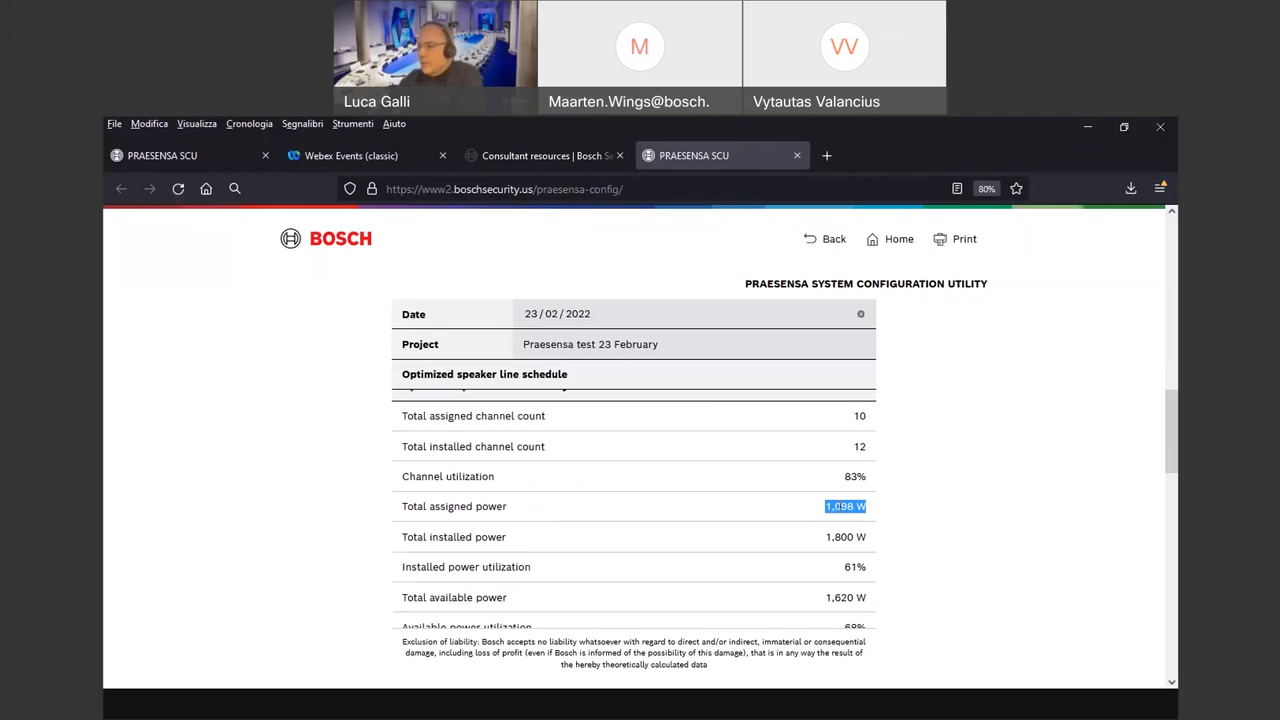 M
VV
Luca Galli
Maarten.Wings@bosch.
Vytautas Valancius
File Modifica Visualizza Cronologia Segnalibri Strumenti Aiuto
PRAESENSA SCU
Webex Events (classic)
Consultant resources | Bosch Se
PRAESENSA SCU
https://www2.boschsecurity.us/praesensa-config/
80%
BOSCH
Back Home Print
PRAESENSA SYSTEM CONFIGURATION UTILITY
Date 23/02/2022
Project Praesensa test 23 February
Optimized speaker line schedule
Total assigned channel count 10
Total installed channel count 12
Channel utilization 83%
Total assigned power 1,098 W
Total installed power 1,800 W
Installed power utilization 61%
Total available power 1,620 W
Available power utilization 68%
Exclusion of liability: Bosch accepts no liability whatsoever with regard to direct and/or indirect, immaterial or consequential
damage, including loss of profit (even if Bosch is informed of the possibility of this damage), that is in any way the result of
the hereby theoretically calculated data